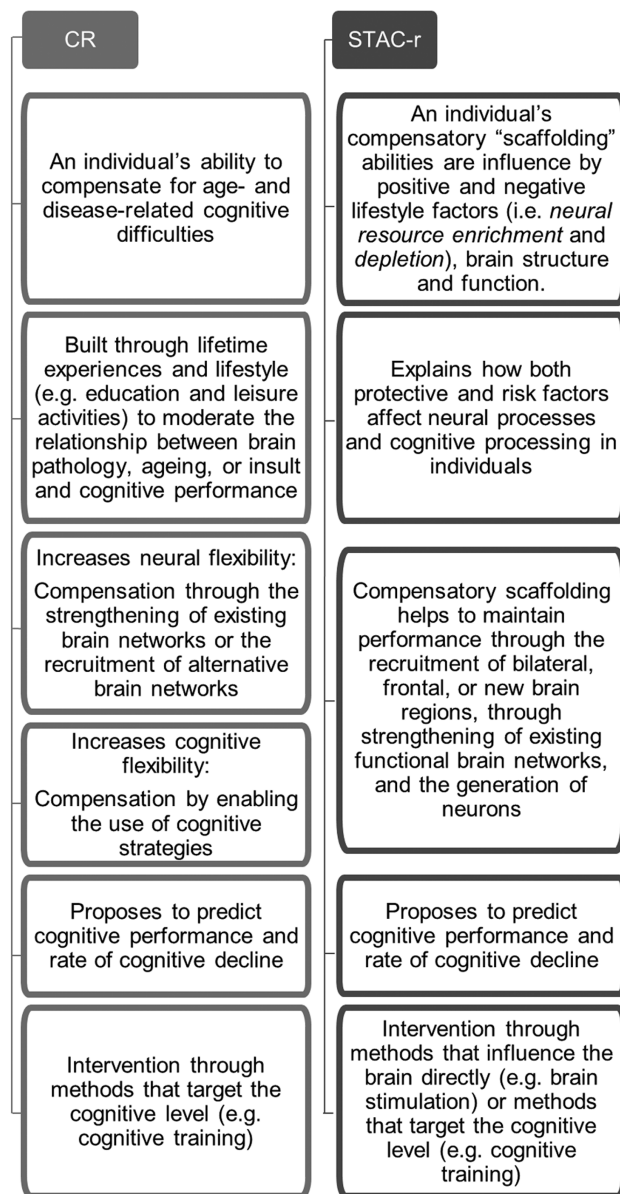 CR
An individual's ability to
compensate for age- and
disease-related cognitive
difficulties
Built through lifetime
experiences and lifestyle
(e.g. education and leisure
activities) to moderate the
relationship between brain
pathology, ageing, or insult
and cognitive performance
Increases neural flexibility:
Compensation through the
strengthening of existing
brain networks or the
recruitment of alternative
brain networks
Increases cognitive
flexibility:
Compensation by enabling
the use of cognitive
strategies
Proposes to predict
cognitive performance and
rate of cognitive decline
Intervention through
methods that target the
cognitive level (e.g.
cognitive training)
STAC-r
An individual's
compensatory “scaffolding”
abilities are influence by
positive and negative
lifestyle factors (i.e. neural
resource enrichment and
depletion), brain structure
and function.
Explains how both
protective and risk factors
affect neural processes
and cognitive processing in
individuals
Compensatory scaffolding
helps to maintain
performance through the
recruitment of bilateral,
frontal, or new brain
regions, through
strengthening of existing
functional brain networks,
and the generation of
neurons
Proposes to predict
cognitive performance and
rate of cognitive decline
Intervention through
methods that influence the
brain directly (e.g. brain
stimulation) or methods
that target the cognitive
level (e.g. cognitive
training)